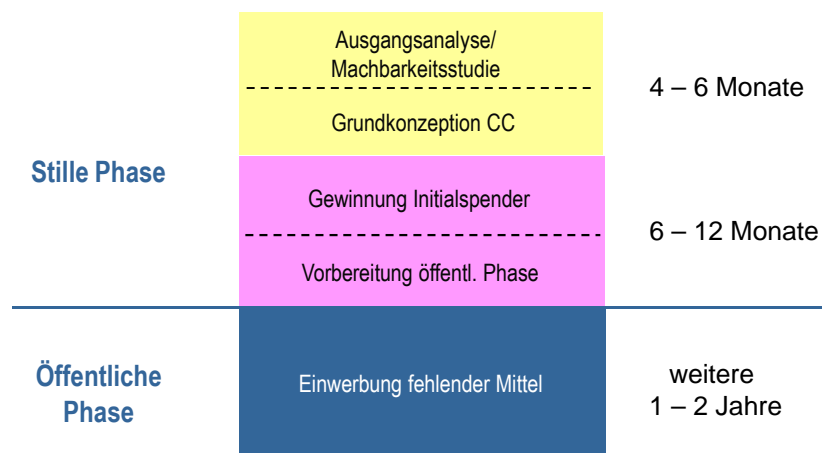 Ausgangsanalyse/
Machbarkeitsstudie
4 – 6 Monate
Grundkonzeption CC
Stille Phase
Gewinnung Initialspender
6 – 12 Monate
Vorbereitung öffentl. Phase
Öffentliche
Phase
Einwerbung fehlender Mittel
weitere
1 – 2 Jahre